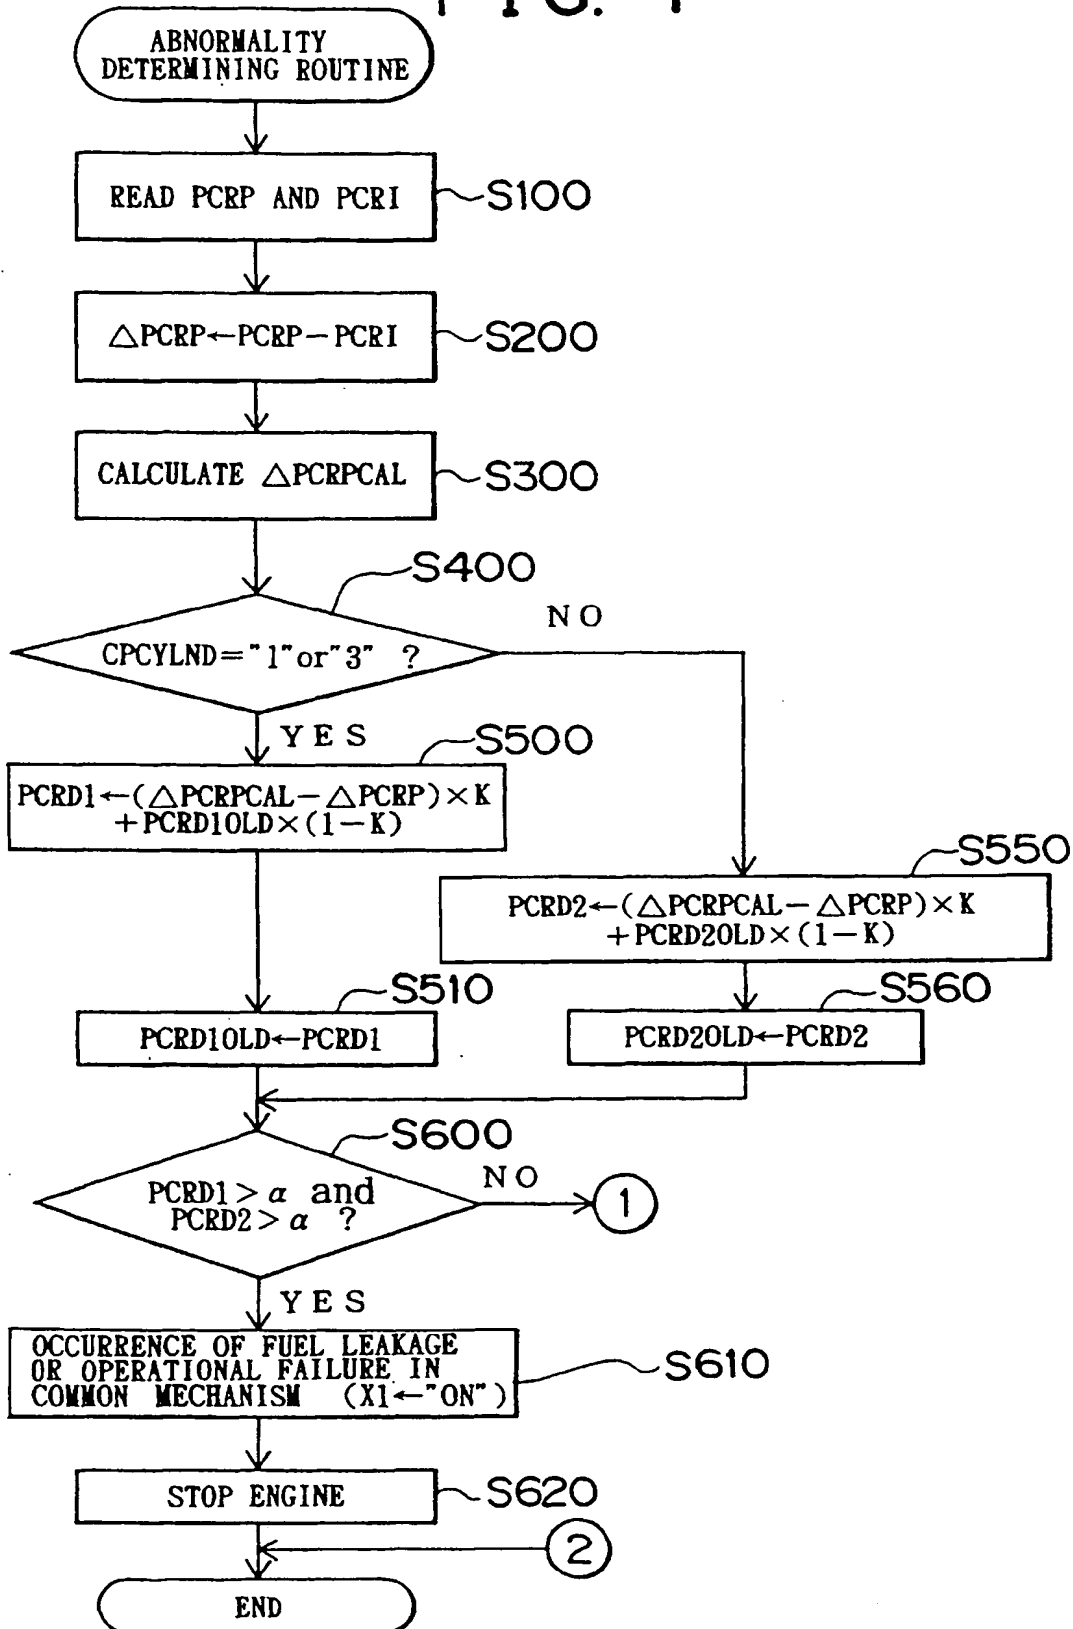 FIG.
ABNORMALITY
DETERMINING ROUTINE
READ PCRP AND PCRI
S100
△PCRP←PCRP−PCRI
S200
CALCULATE △PCRPCAL
S300
S400
CPCYLND="1"or"3" ?
NO
YES
S500
PCRD1←(△PCRPCAL−△PCRP)×K
+PCRD1OLD×(1−K)
S550
PCRD2←(△PCRPCAL−△PCRP)×K
+PCRD2OLD×(1−K)
S510
PCRD1OLD←PCRD1
S560
PCRD2OLD←PCRD2
S600
PCRD1>α and
PCRD2>α ?
NO
1
YES
OCCURRENCE OF FUEL LEAKAGE
OR OPERATIONAL FAILURE IN
COMMON MECHANISM (X1←"ON")
S610
STOP ENGINE
S620
2
END